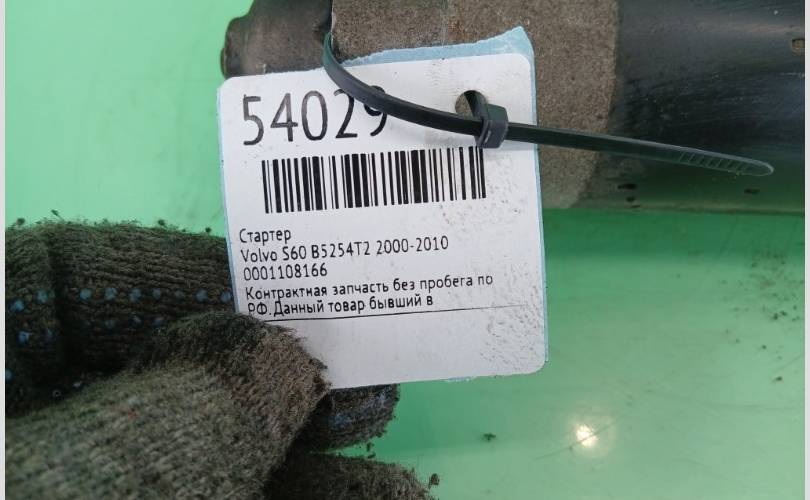 54029
Стартер
Volvo S60 B5254T2 2000-2010
0001108166
Контрактная запчасть без пробега по
РФ. Данный товар бывший в